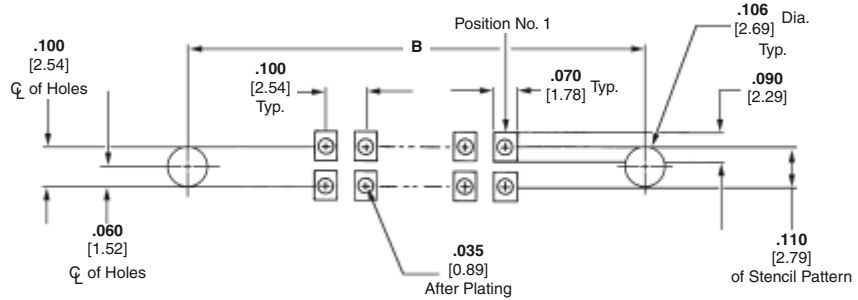 Position No. 1
.106
[2.69]
Dia.
Typ.
.100
[2.54]
℄ of Holes
B
.100
[2.54]
Typ.
.070
[1.78]
Typ.
.090
[2.29]
.060
[1.52]
℄ of Holes
.035
[0.89]
After Plating
.110
[2.79]
of Stencil Pattern